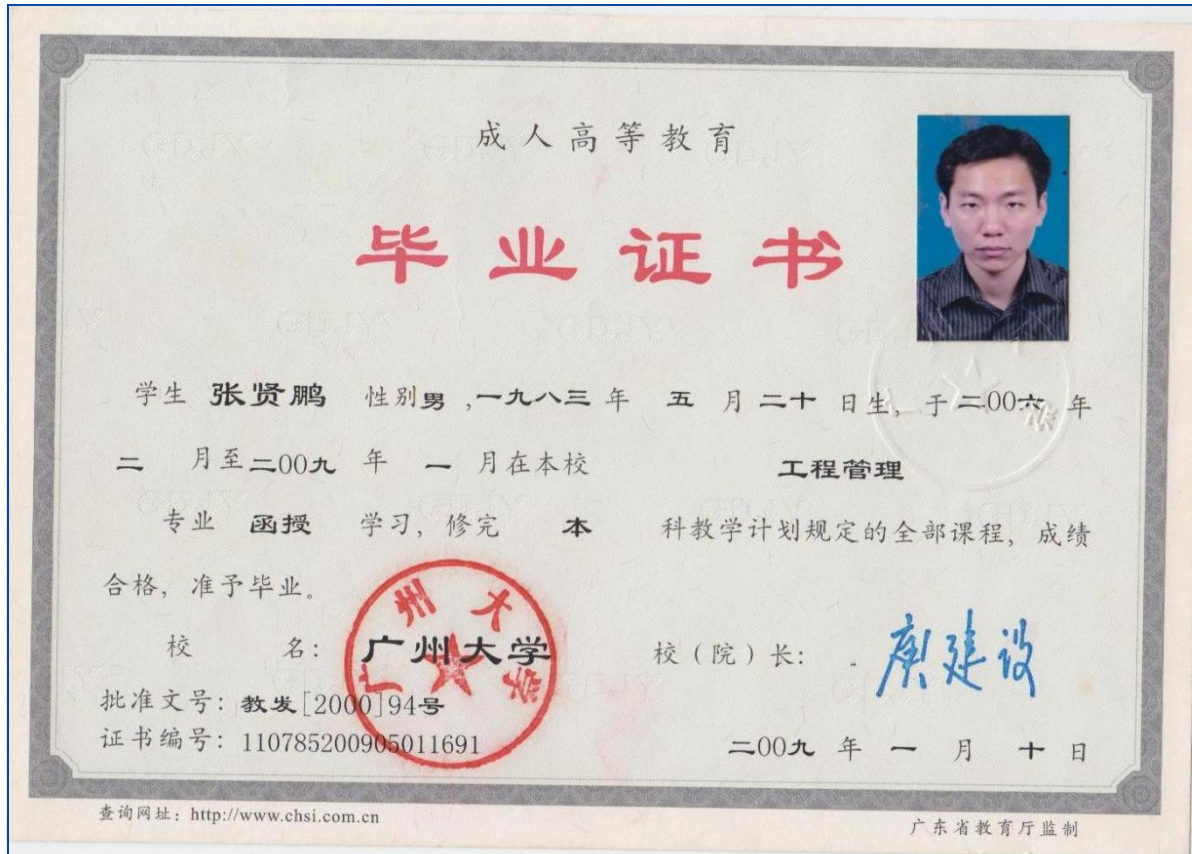 成人高等教育
毕业证书
学生 张贤鹏 性别男,一九八三年 五 月二十 日生, 于二00六 年
二 月至二00九 年 一 月在本校 工程管理
专业 函授 学习, 修完 本 科教学计划规定的全部课程, 成绩
合格, 准予毕业。
校 名: 广州大学 校(院)长: 庾建设
广州大学
批准文号: 教发[2000]94号
证书编号: 110785200905011691
二00九 年 一 月 十 日
查询网址: http://www.chsi.com.cn
广东省教育厅监制